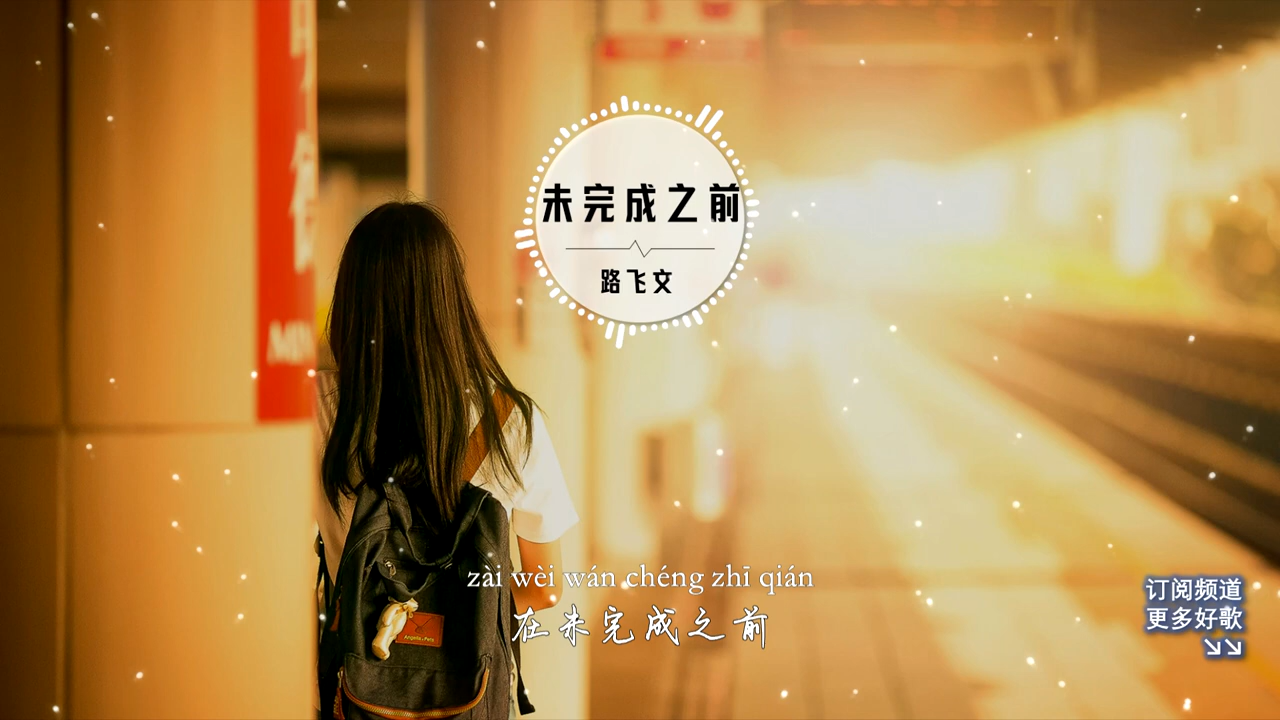 未完成之前
路飞文
zài wèi wán chéng zhī qián
在未完成之前
订阅频道
更多好歌
↘↘